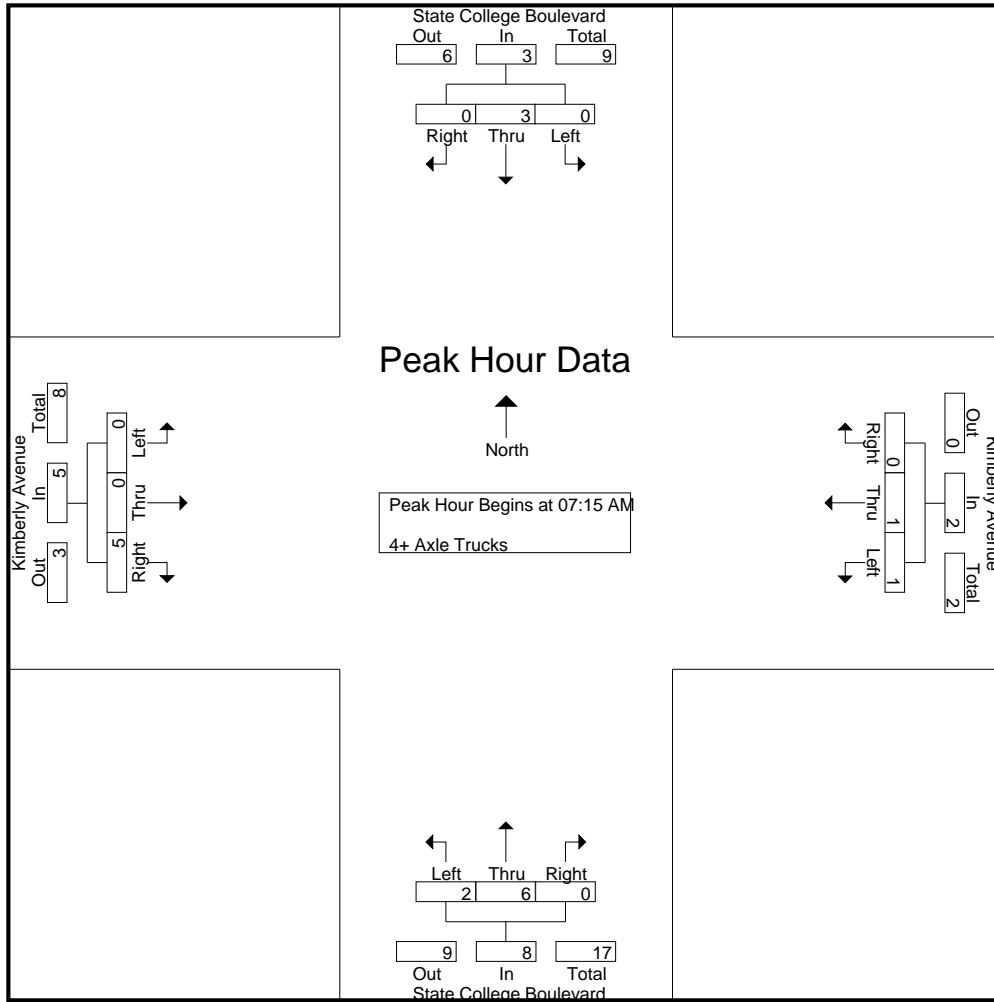 State College Boulevard
Out In Total
6 3 9
0 3 0
Right Thru Left
Peak Hour Data
North
Peak Hour Begins at 07:15 AM
4+ Axle Trucks
Kimberly Avenue
Total In Out
8 5 3
0 0 5
Left Thru Right
Right Thru Left
0 1 1
0 2 2
Out In Total
Kimberly Avenue
Left Thru Right
2 6 0
9 8 17
Out In Total
State College Boulevard